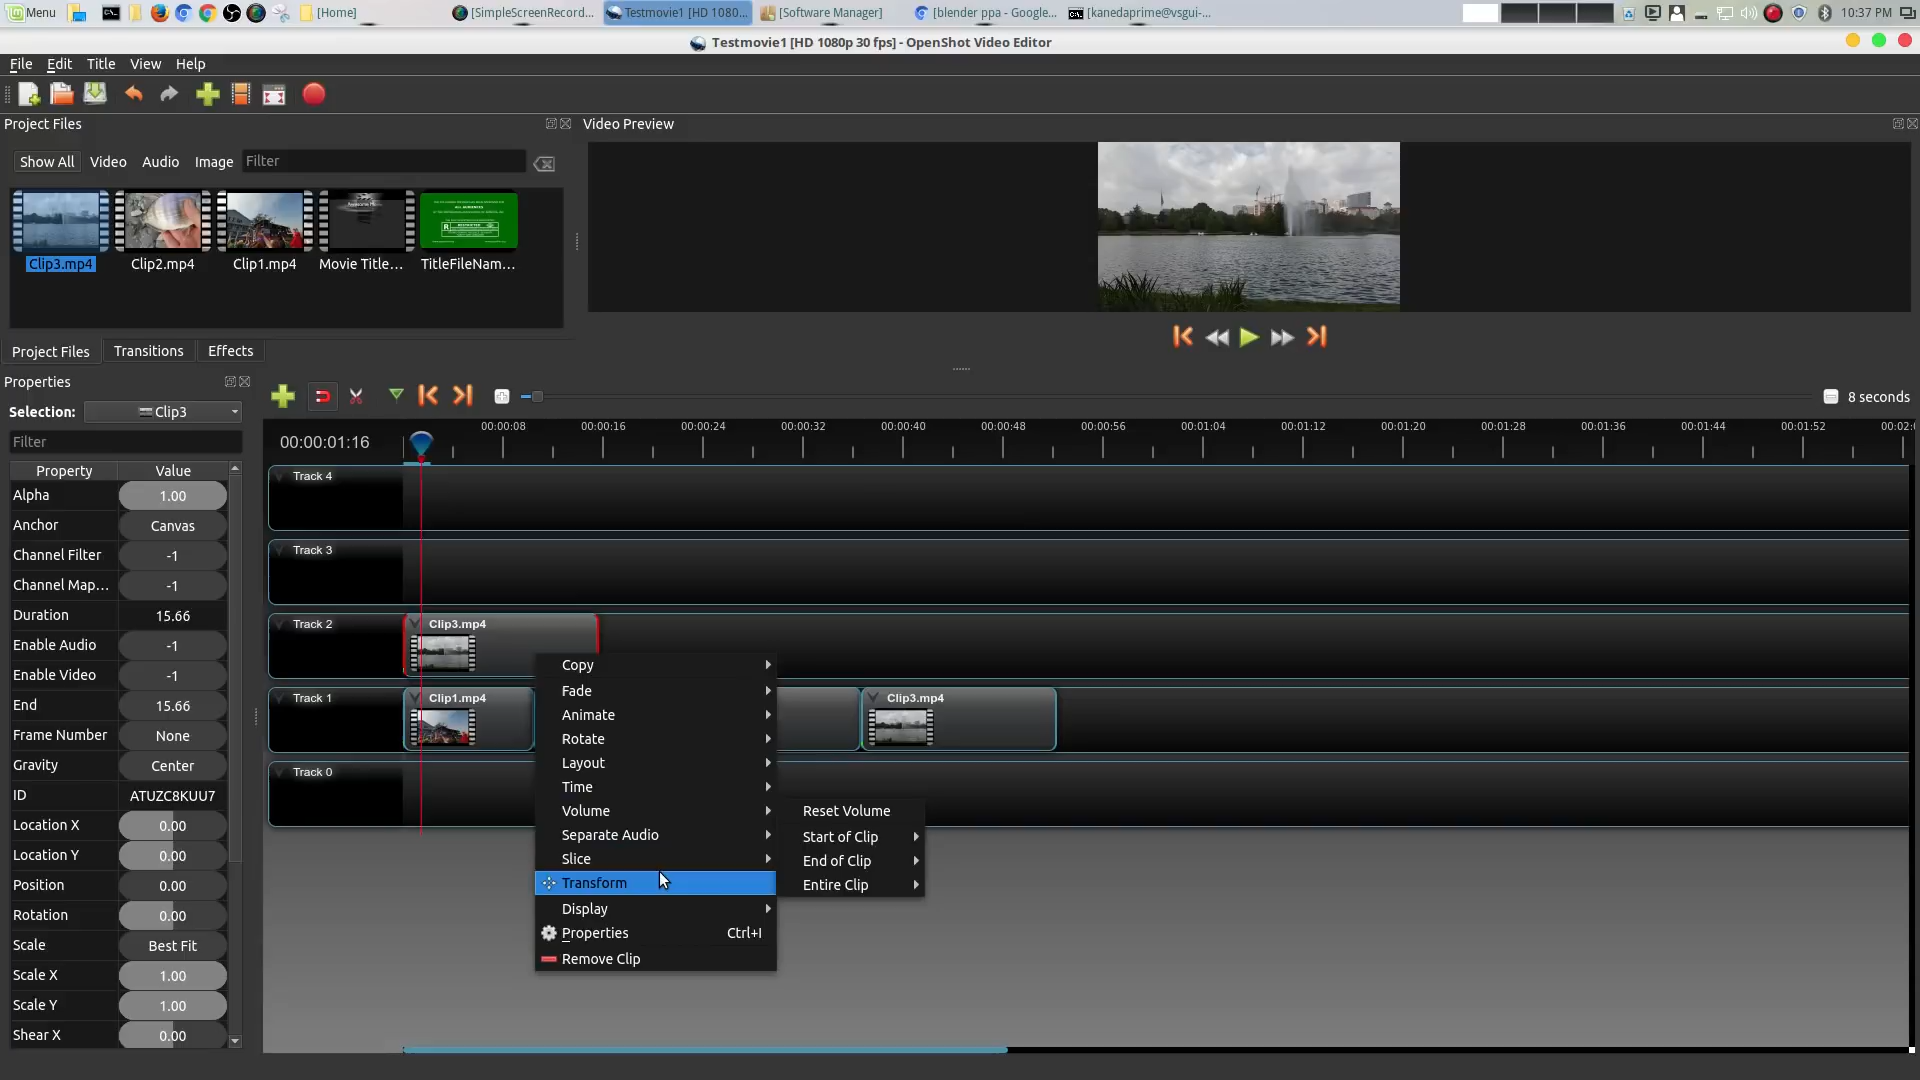 Menu
[Home]
[SimpleScreenRecord...
Testmovie1 [HD 1080...
[Software Manager]
[blender ppa - Google...
[kanedaprime@vsgui-...
10:37 PM
Testmovie1 [HD 1080p 30 fps] - OpenShot Video Editor
File Edit Title View Help
Project Files
Video Preview
Show All Video Audio Image Filter
Clip3.mp4 Clip2.mp4 Clip1.mp4 Movie Title... TitleFileNam...
Project Files Transitions Effects
Properties
Selection: Clip3
8 seconds
Filter
00:00:01:16
00:00:08 00:00:16 00:00:24 00:00:32 00:00:40 00:00:48 00:00:56 00:01:04 00:01:12 00:01:20 00:01:28 00:01:36 00:01:44 00:01:52 00:02:0
Property Value
Alpha 1.00
Anchor Canvas
Channel Filter -1
Channel Map... -1
Duration 15.66
Enable Audio -1
Enable Video -1
End 15.66
Frame Number None
Gravity Center
ID ATUZC8KUU7
Location X 0.00
Location Y 0.00
Position 0.00
Rotation 0.00
Scale Best Fit
Scale X 1.00
Scale Y 1.00
Shear X 0.00
Track 4
Track 3
Track 2
Clip3.mp4
Track 1
Clip1.mp4
Clip3.mp4
Track 0
Copy
Fade
Animate
Rotate
Layout
Time
Volume
Separate Audio
Slice
Transform
Display
Properties Ctrl+I
Remove Clip
Reset Volume
Start of Clip
End of Clip
Entire Clip